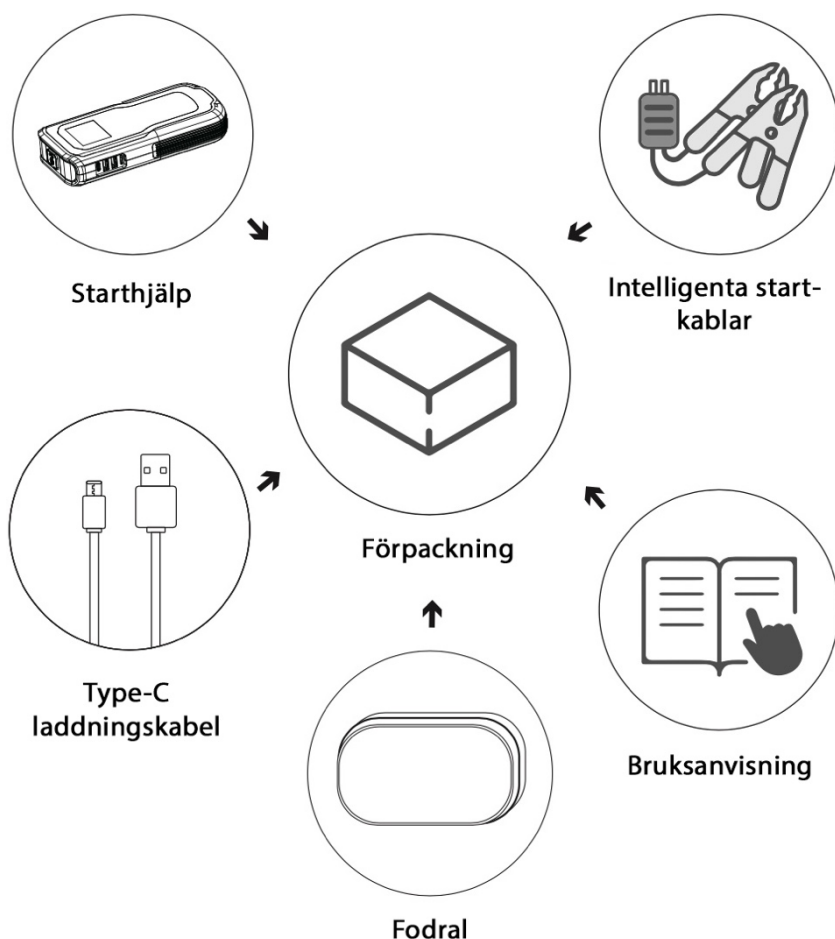 Starthjälp
Intelligenta start-
kablar
Förpackning
Type-C
laddningskabel
Bruksanvisning
Fodral